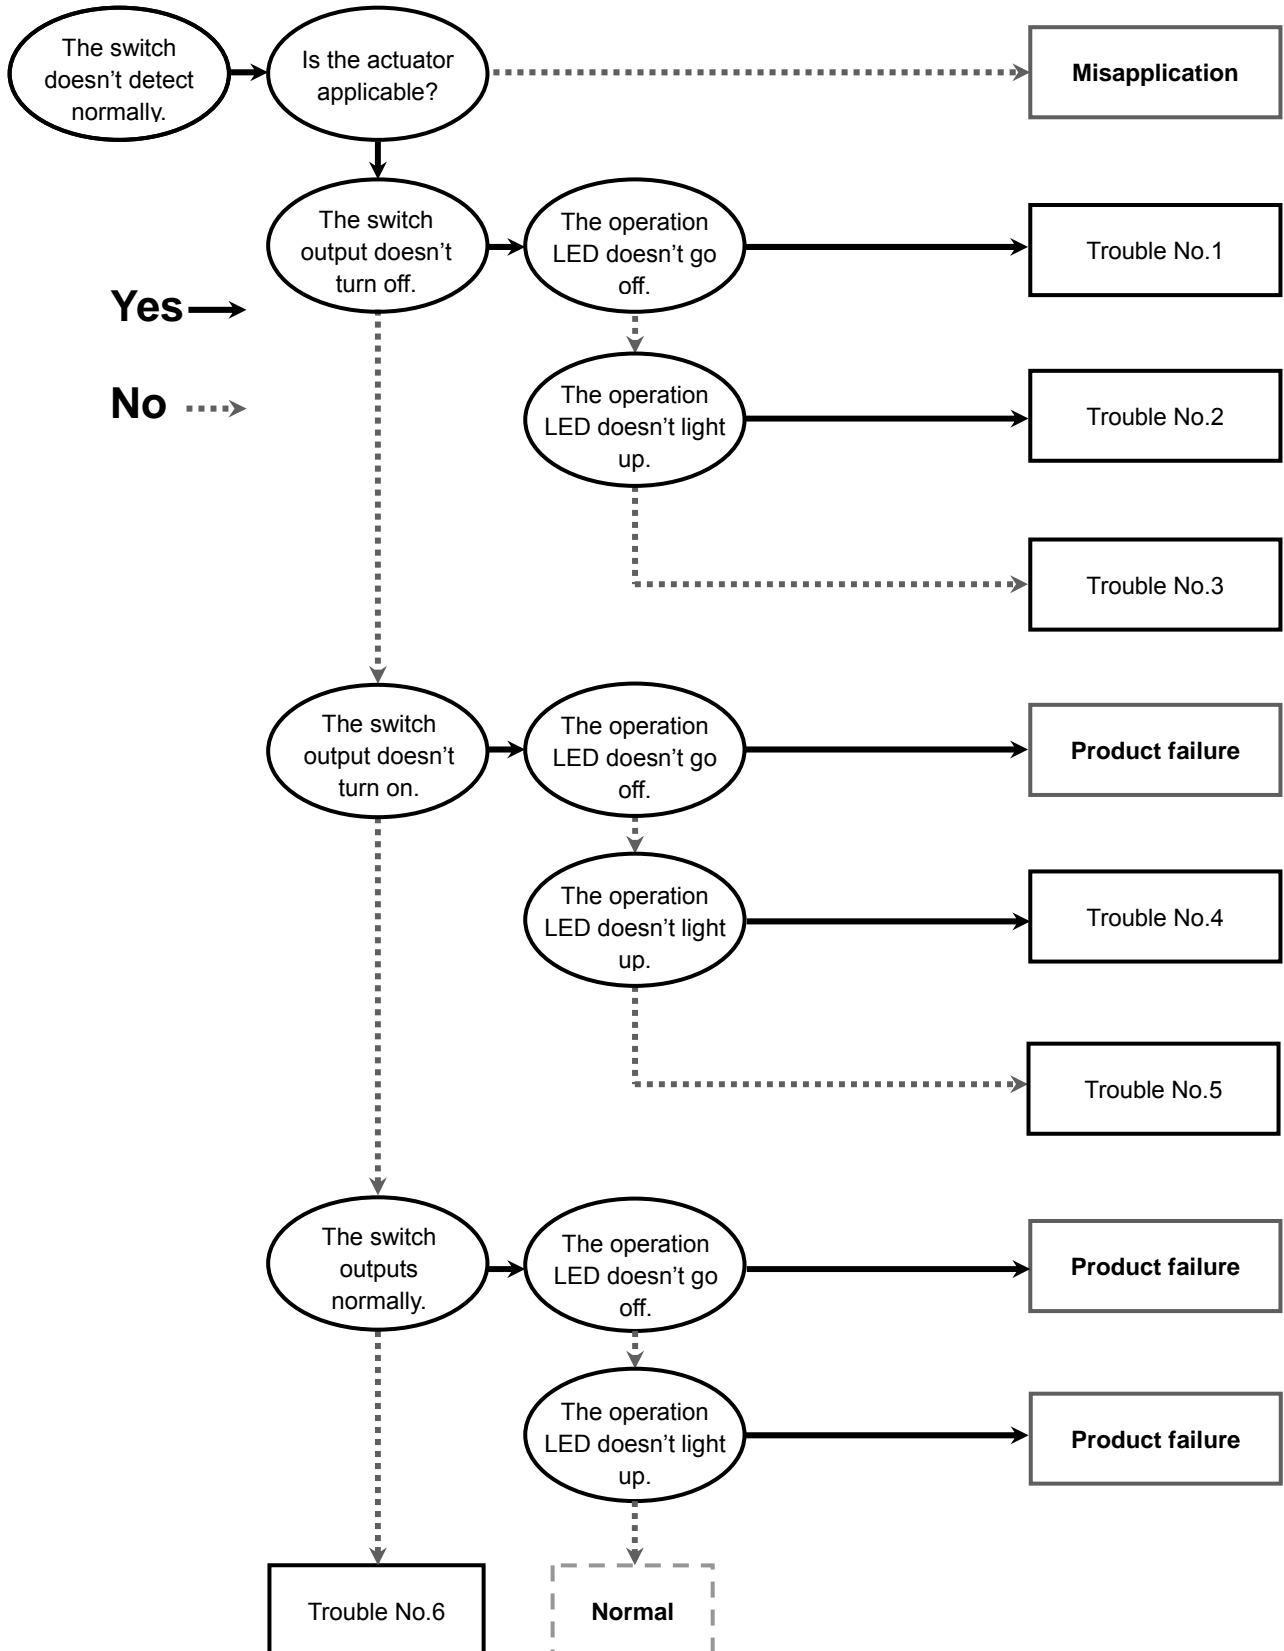 The switch
doesn’t detect
normally.
Is the actuator
applicable?
Misapplication
The switch
output doesn’t
turn off.
The operation
LED doesn’t go
off.
Trouble No.1
Yes
No
The operation
LED doesn’t light
up.
Trouble No.2
Trouble No.3
The switch
output doesn’t
turn on.
The operation
LED doesn’t go
off.
Product failure
The operation
LED doesn’t light
up.
Trouble No.4
Trouble No.5
The switch
outputs
normally.
The operation
LED doesn’t go
off.
Product failure
The operation
LED doesn’t light
up.
Product failure
Trouble No.6
Normal